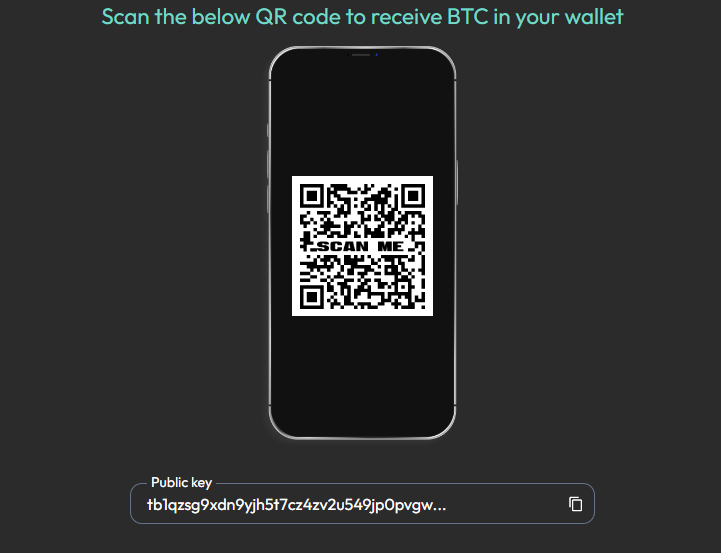 Scan the below QR code to receive BTC in your wallet
SCAN ME
Public key
tb1qzsg9xdn9yjh5t7cz4zv2u549jp0pvgw...